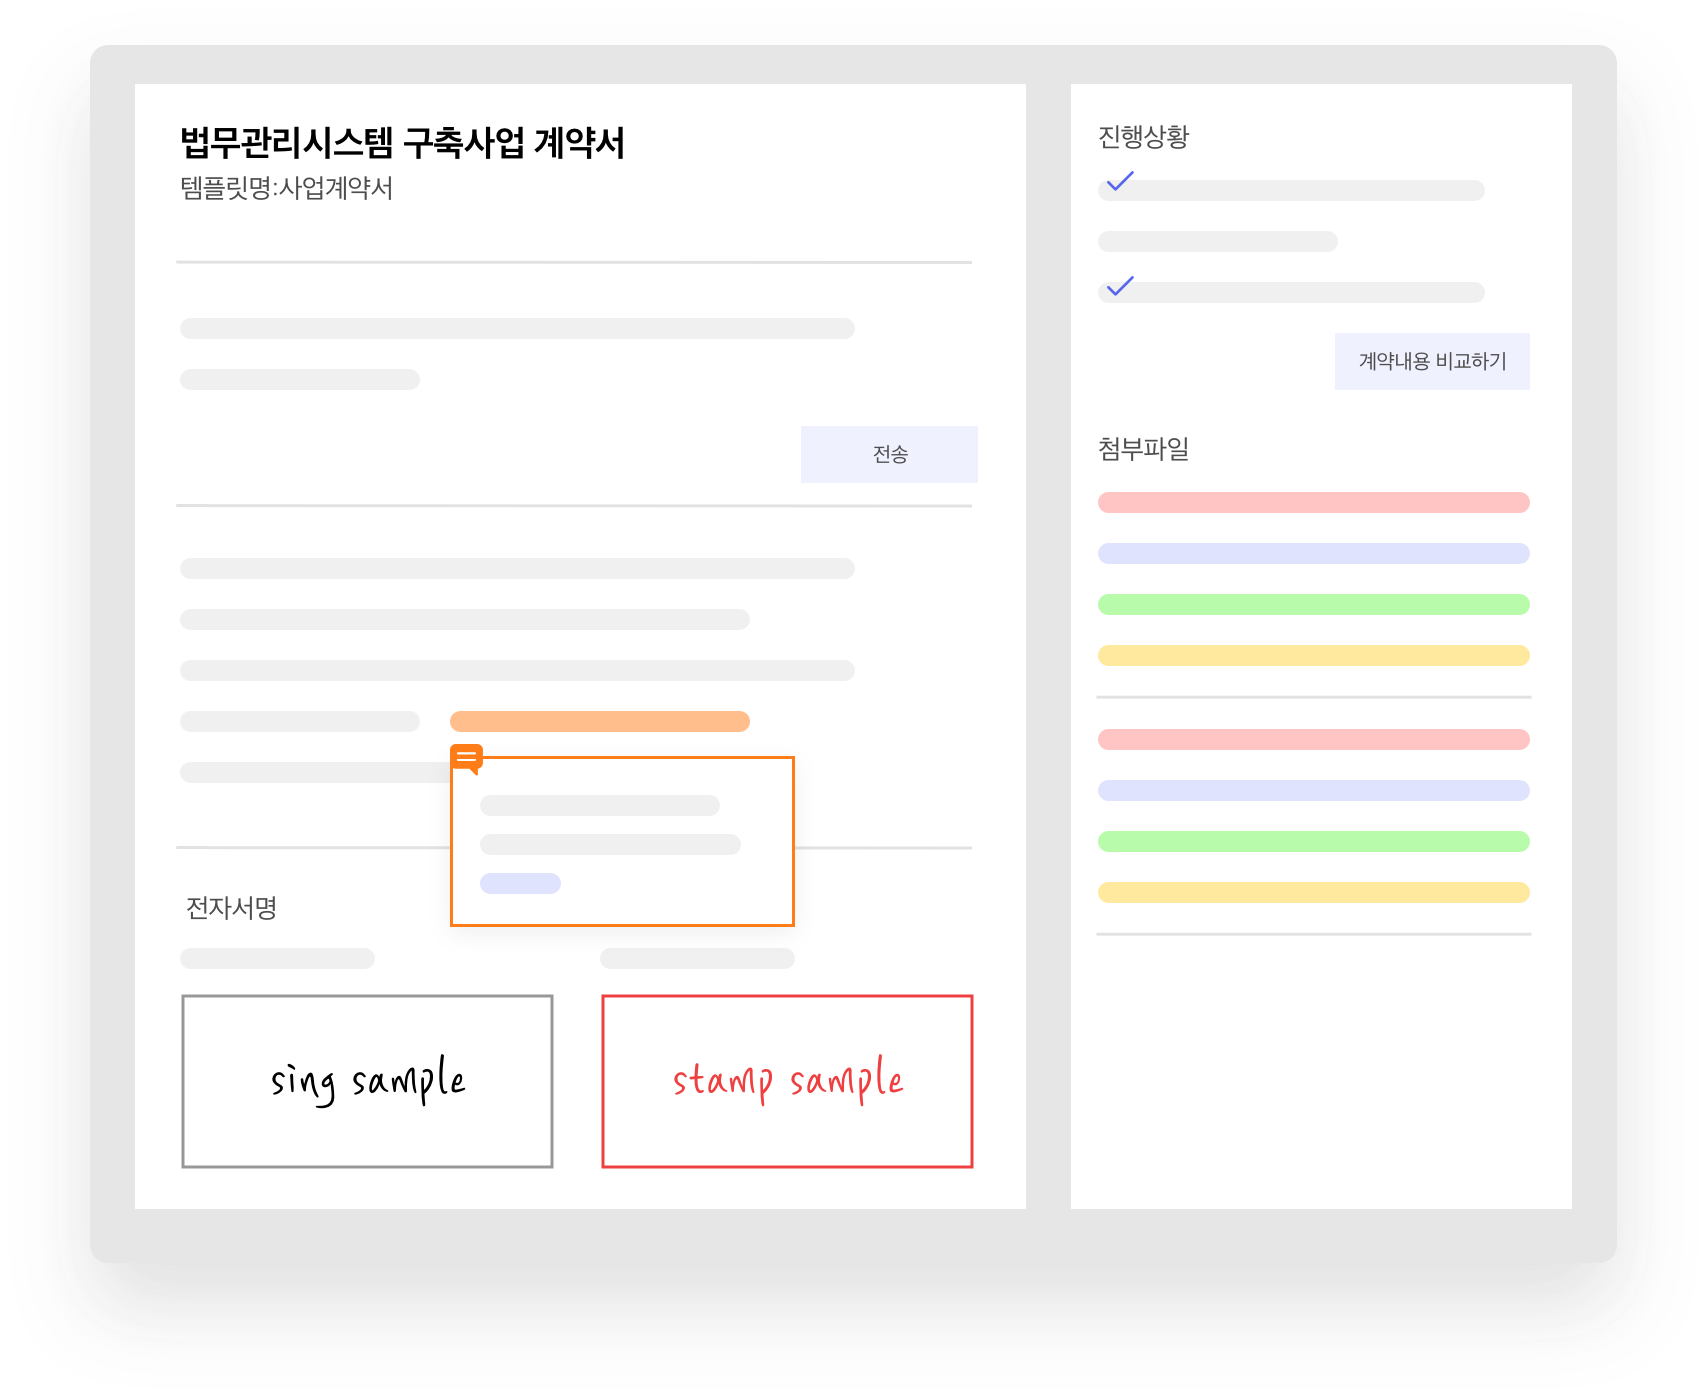 법무관리시스템 구축사업 계약서
템플릿명:사업계약서
전송
전자서명
sing sample
stamp sample
진행상황
계약내용 비교하기
첨부파일